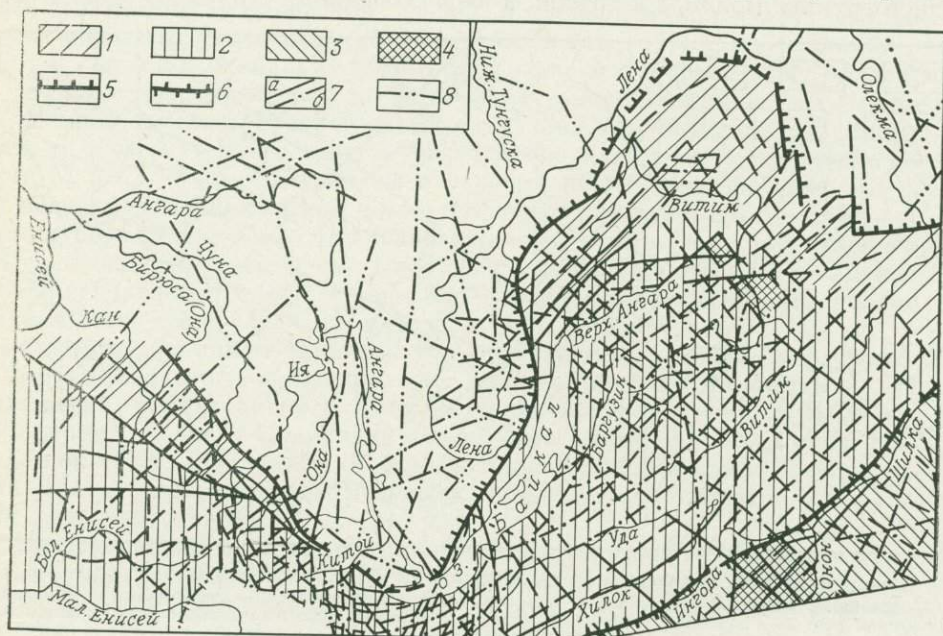 1 2 3 4
5 6 а б 7 8
Ниж. Тунгуска
Лена
Олекма
Витим
Ангара
Енисей
Чуна
Бирюса (Она)
Кан
Ия
Ангара
Верх. Ангара
Баргузин
Витим
Лена
Ока
оз. Байкал
Шилка
Бол. Енисей
Китой
Уда
Онон
Мал. Енисей
Хилок
Ингода